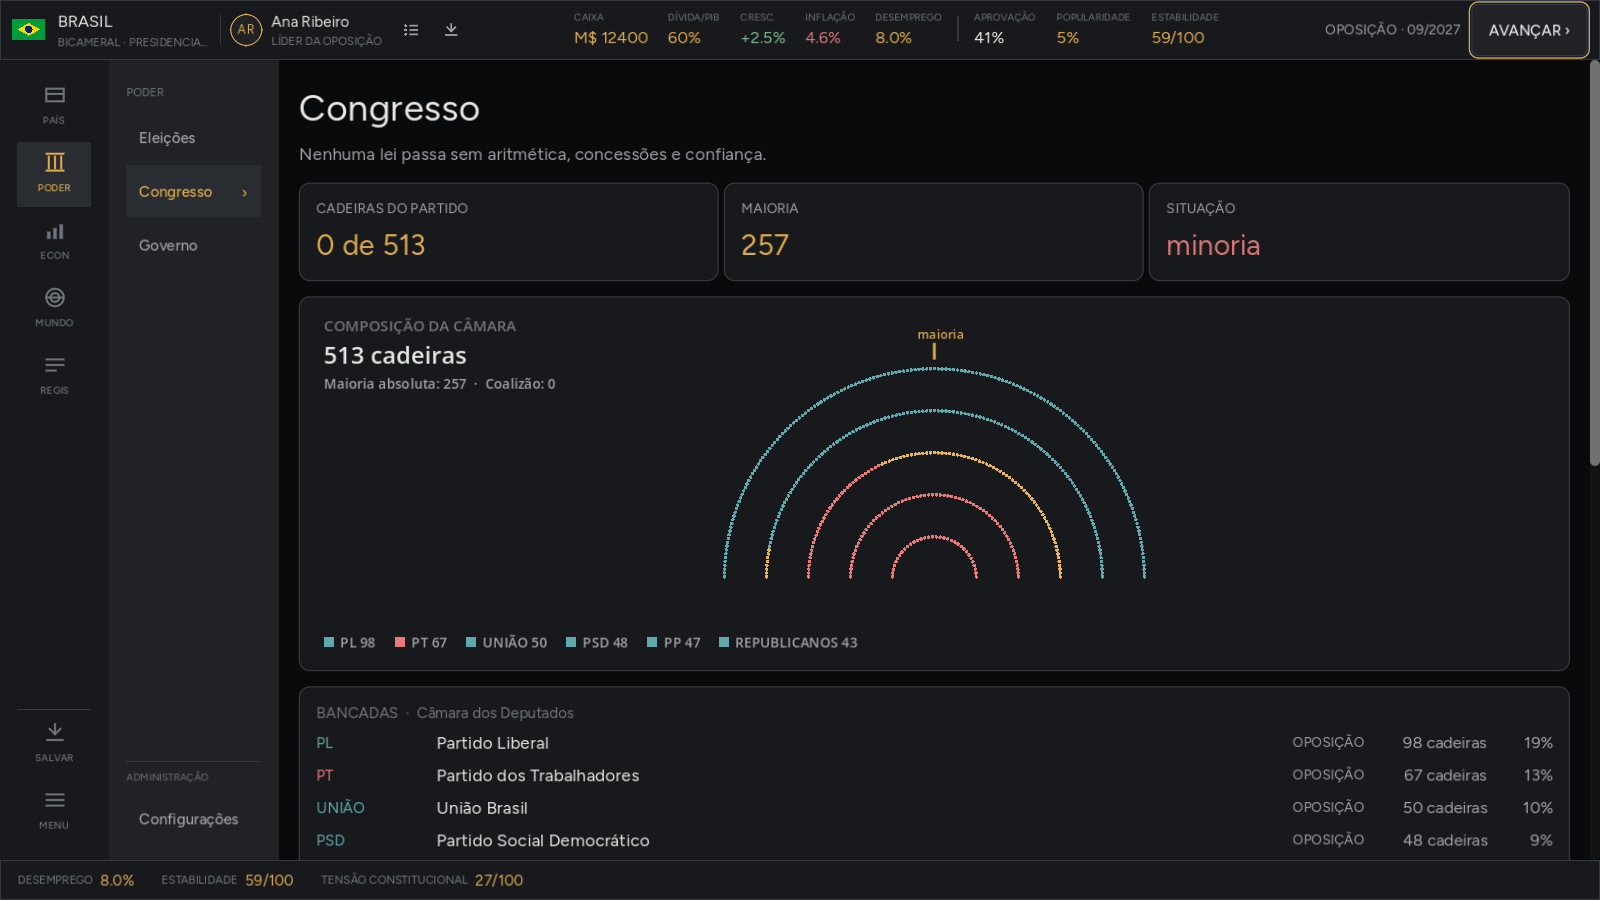 BRASIL
BICAMERAL · PRESIDENCIA...
AR
Ana Ribeiro
LÍDER DA OPOSIÇÃO
CAIXA
M$ 12400
DÍVIDA/PIB
60%
CRESC.
+2.5%
INFLAÇÃO
4.6%
DESEMPREGO
8.0%
APROVAÇÃO
41%
POPULARIDADE
5%
ESTABILIDADE
59/100
OPOSIÇÃO · 09/2027
AVANÇAR ›
PAÍS
PODER
ECON
MUNDO
REGIS
SALVAR
MENU
PODER
Eleições
Congresso ›
Governo
ADMINISTRAÇÃO
Configurações
Congresso
Nenhuma lei passa sem aritmética, concessões e confiança.
CADEIRAS DO PARTIDO
0 de 513
MAIORIA
257
SITUAÇÃO
minoria
COMPOSIÇÃO DA CÂMARA
513 cadeiras
Maioria absoluta: 257 · Coalizão: 0
maioria
PL 98 PT 67 UNIÃO 50 PSD 48 PP 47 REPUBLICANOS 43
BANCADAS · Câmara dos Deputados
PL Partido Liberal OPOSIÇÃO 98 cadeiras 19%
PT Partido dos Trabalhadores OPOSIÇÃO 67 cadeiras 13%
UNIÃO União Brasil OPOSIÇÃO 50 cadeiras 10%
PSD Partido Social Democrático OPOSIÇÃO 48 cadeiras 9%
DESEMPREGO 8.0% ESTABILIDADE 59/100 TENSÃO CONSTITUCIONAL 27/100